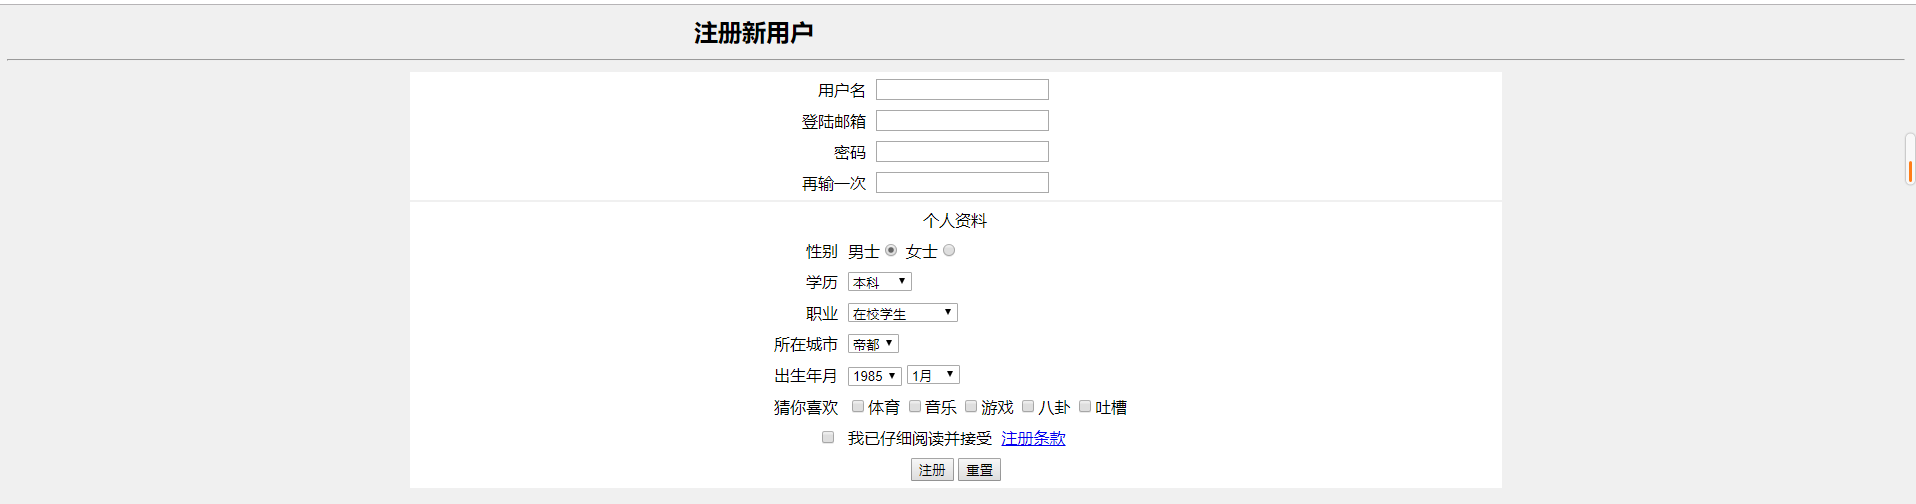 注册新用户
用户名
登陆邮箱
密码
再输一次
个人资料
性别 男士 女士
学历 本科
职业 在校学生
所在城市 帝都
出生年月 1985 1月
猜你喜欢 体育 音乐 游戏 八卦 吐槽
我已仔细阅读并接受 注册条款
注册 重置